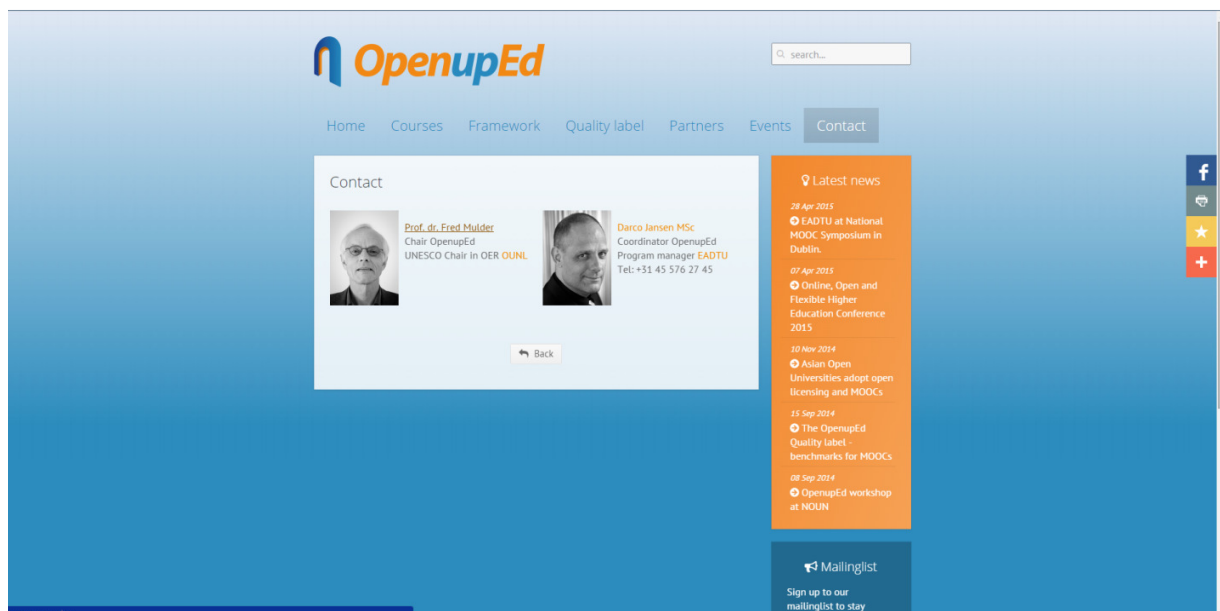 OpenupEd
search...
Home Courses Framework Quality label Partners Events Contact
Contact
Prof. dr. Fred Mulder
Chair OpenupEd
UNESCO Chair in OER OUNL
Darco Jansen MSc
Coordinator OpenupEd
Program manager EADTU
Tel: +31 45 576 27 45
Back
Latest news
28 Apr 2015
EADTU at National
MOOC Symposium in
Dublin.
07 Apr 2015
Online, Open and
Flexible Higher
Education Conference
2015
10 Nov 2014
Asian Open
Universities adopt open
licensing and MOOCs
15 Sep 2014
The OpenupEd
Quality label -
benchmarks for MOOCs
08 Sep 2014
OpenupEd workshop
at NOUN
Mailinglist
Sign up to our
mailinglist to stay